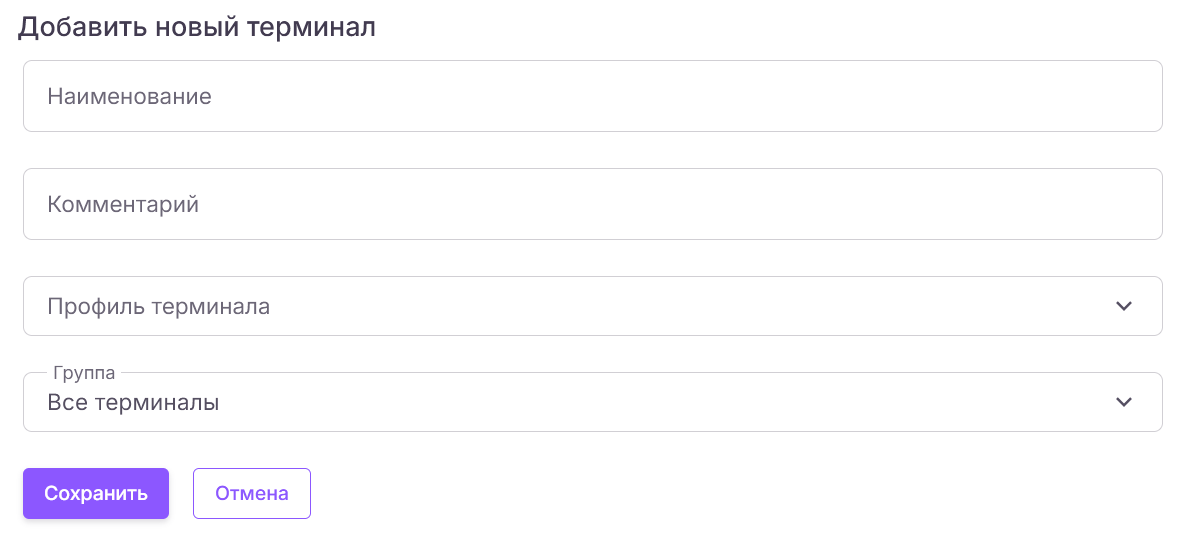 Добавить новый терминал
Наименование
Комментарий
Профиль терминала
Группа
Все терминалы
Сохранить
Отмена